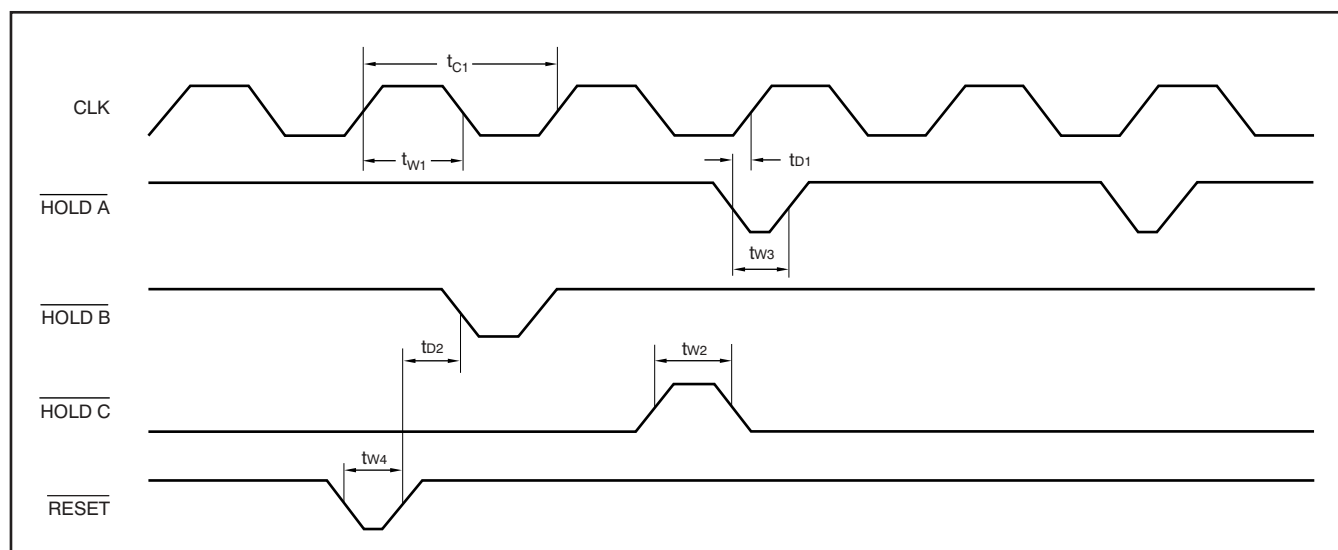 tC1
CLK
tW1
tD1
HOLD A
tW3
HOLD B
tD2
tW2
HOLD C
tW4
RESET